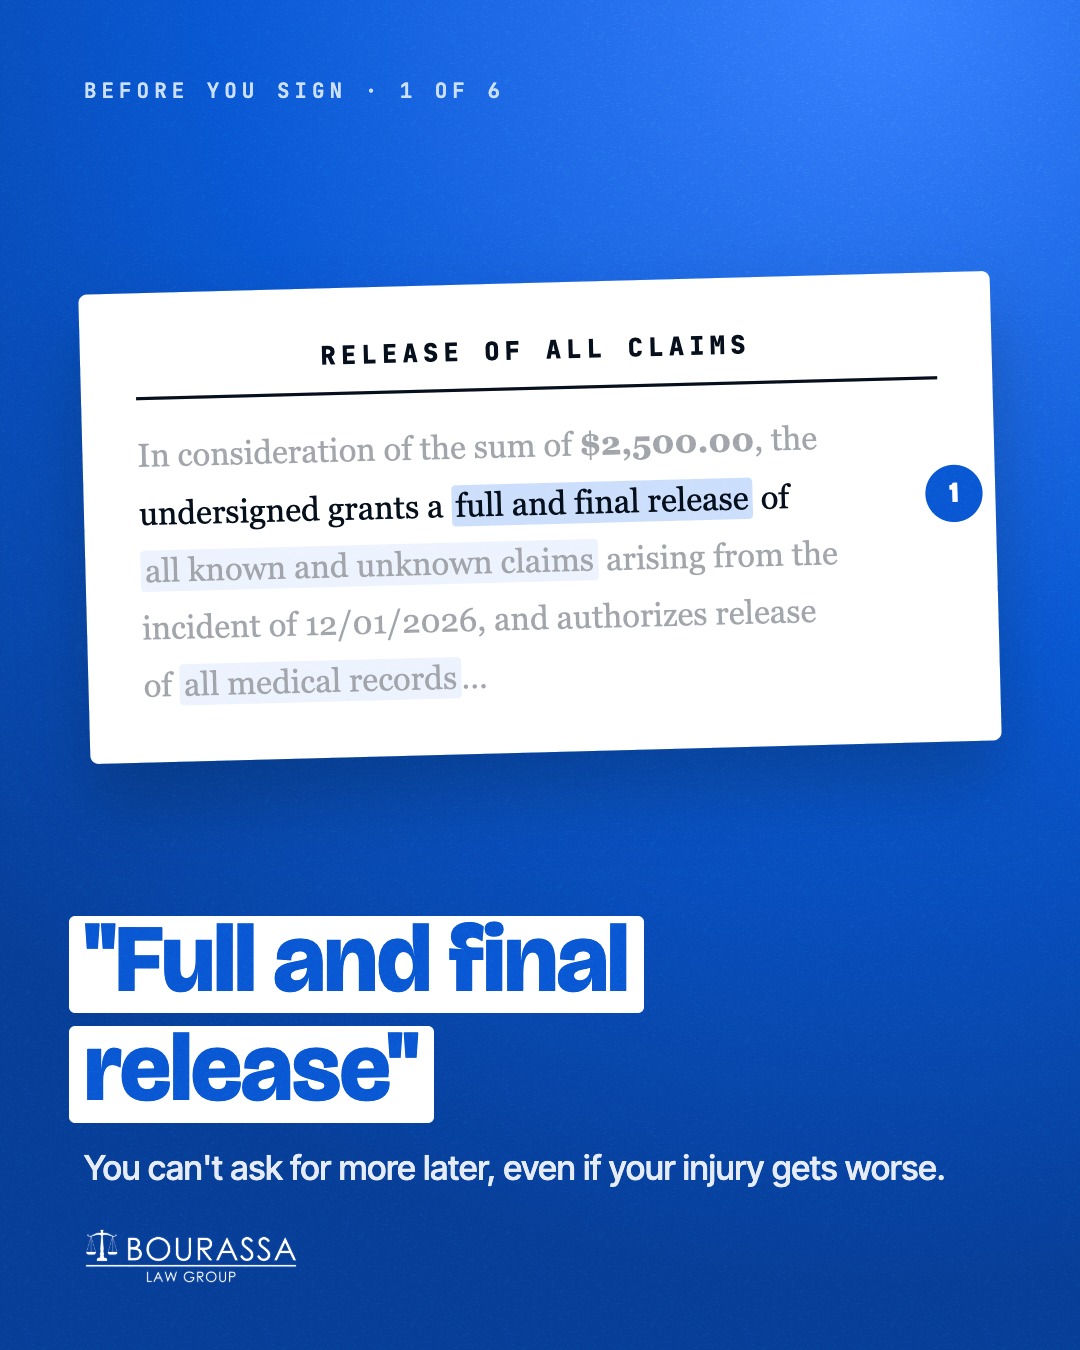 BEFORE YOU SIGN · 1 OF 6
RELEASE OF ALL CLAIMS
In consideration of the sum of $2,500.00, the
undersigned grants a full and final release of
1
all known and unknown claims arising from the
incident of 12/01/2026, and authorizes release
of all medical records...
"Full and final
release"
You can't ask for more later, even if your injury gets worse.
BOURASSA
LAW GROUP